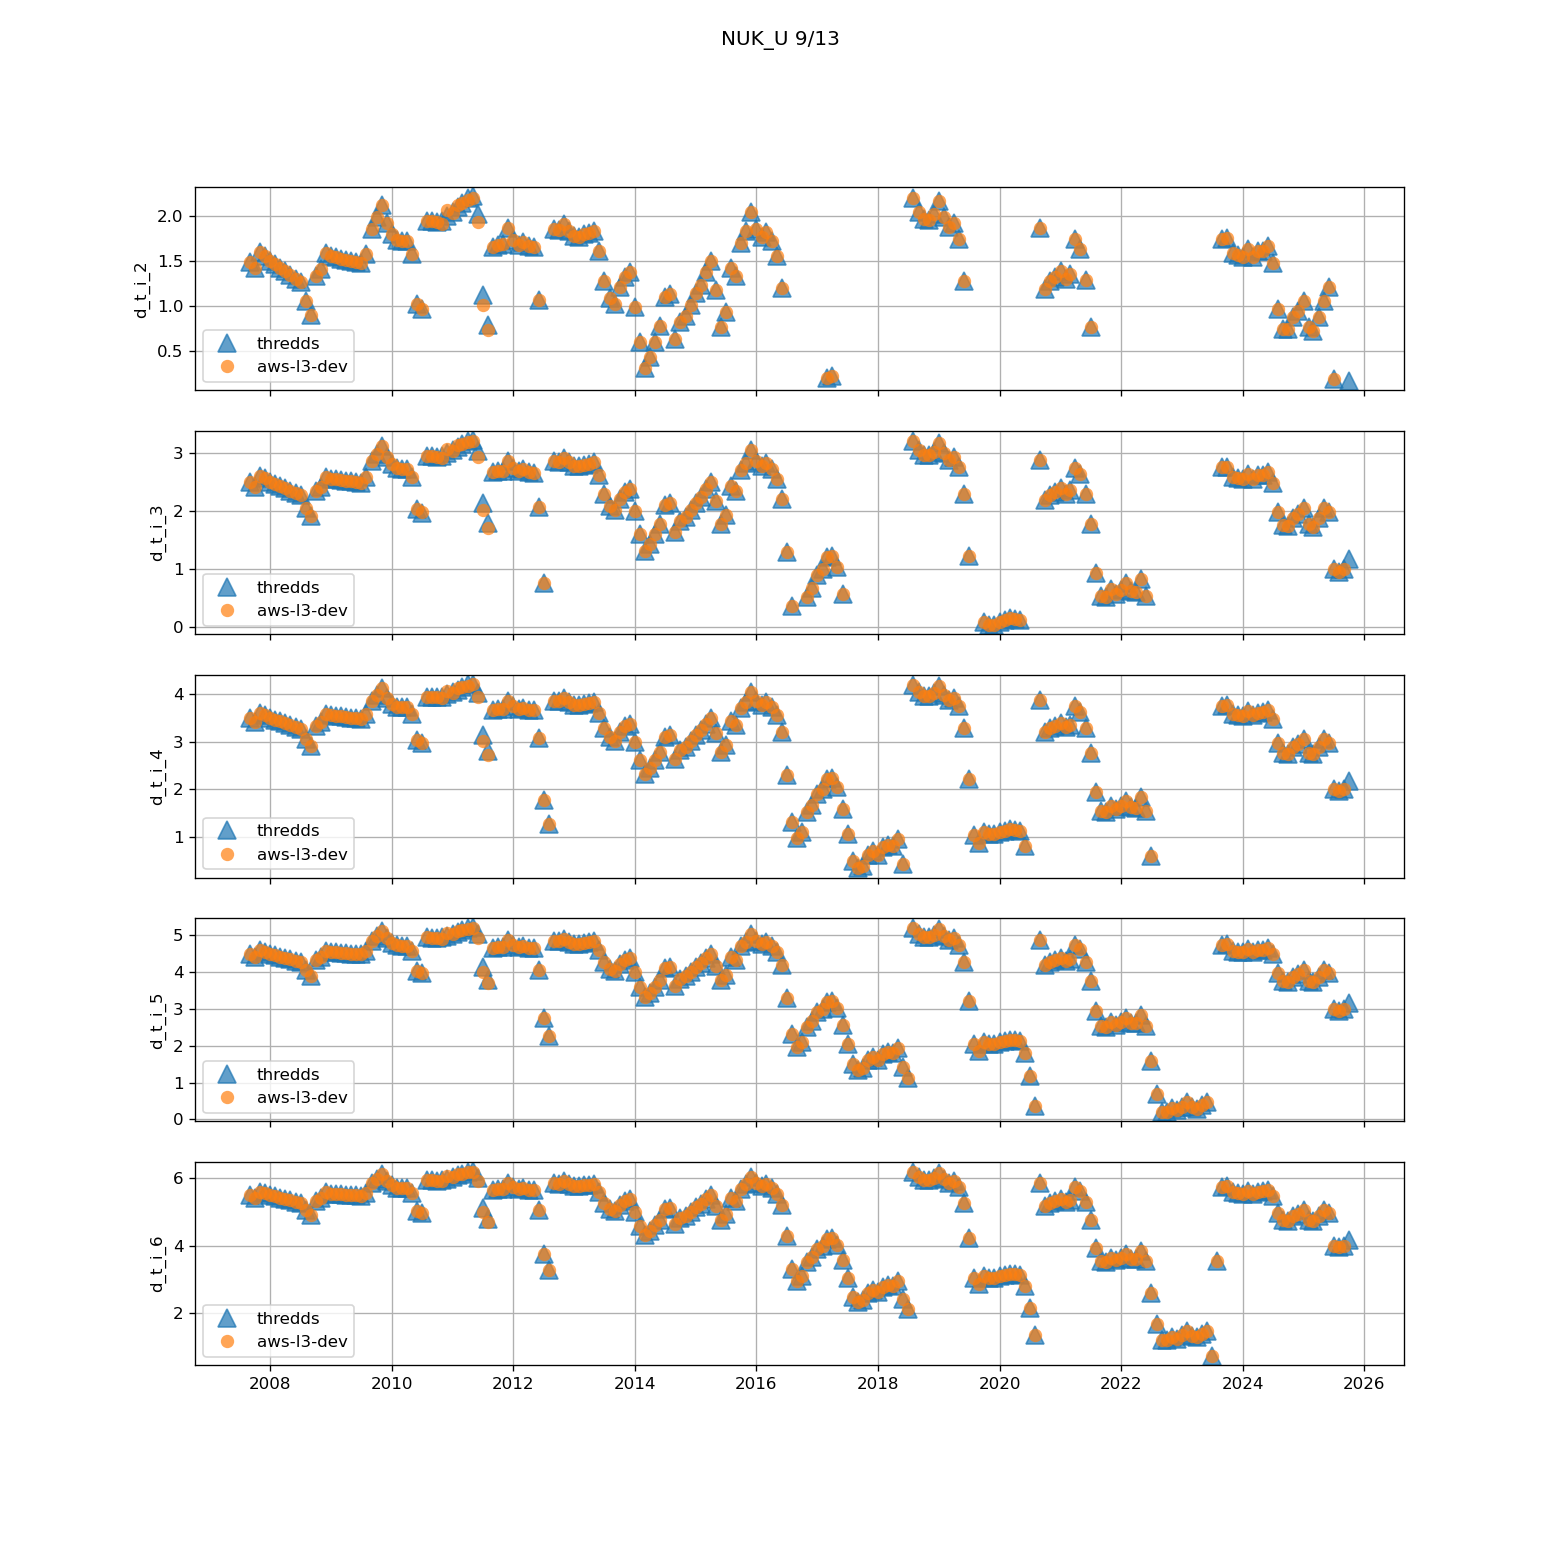 NUK_U 9/13
d_t_i_2
2.0
1.5
1.0
0.5
thredds
aws-l3-dev
d_t_i_3
3
2
1
0
thredds
aws-l3-dev
d_t_i_4
4
3
2
1
thredds
aws-l3-dev
d_t_i_5
5
4
3
2
1
0
thredds
aws-l3-dev
d_t_i_6
6
4
2
thredds
aws-l3-dev
2008 2010 2012 2014 2016 2018 2020 2022 2024 2026